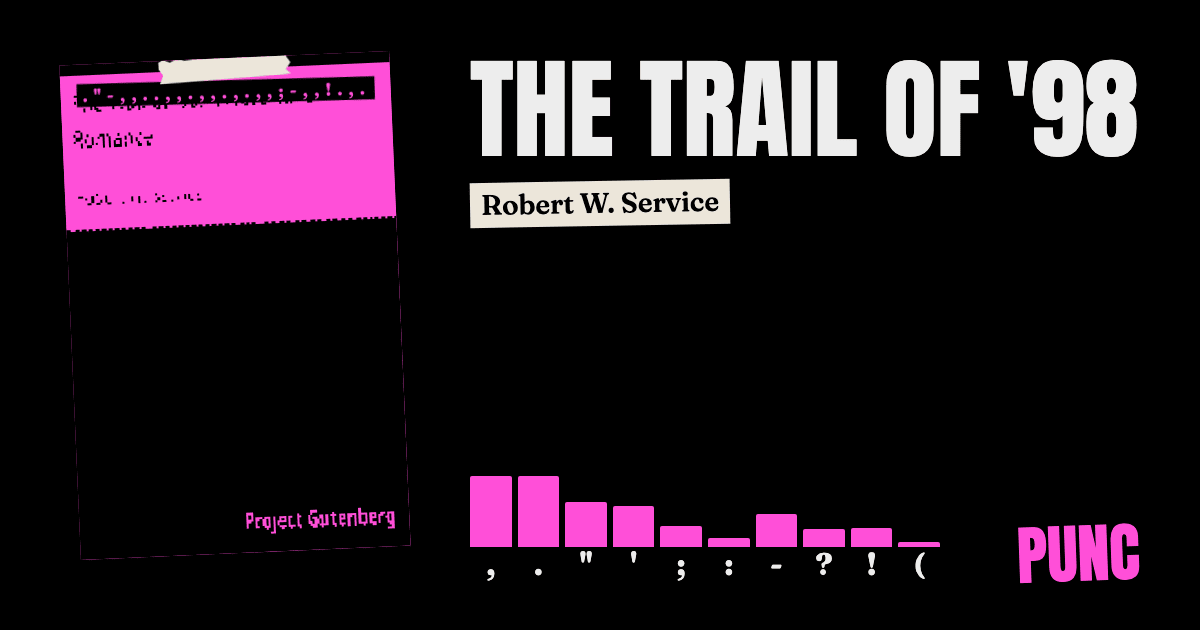 ."-,,.,,.,,.,.,,;-,,!.,.
Romance
Project Gutenberg
THE TRAIL OF '98
Robert W. Service
, . " ' ; : - ? ! (
PUNC